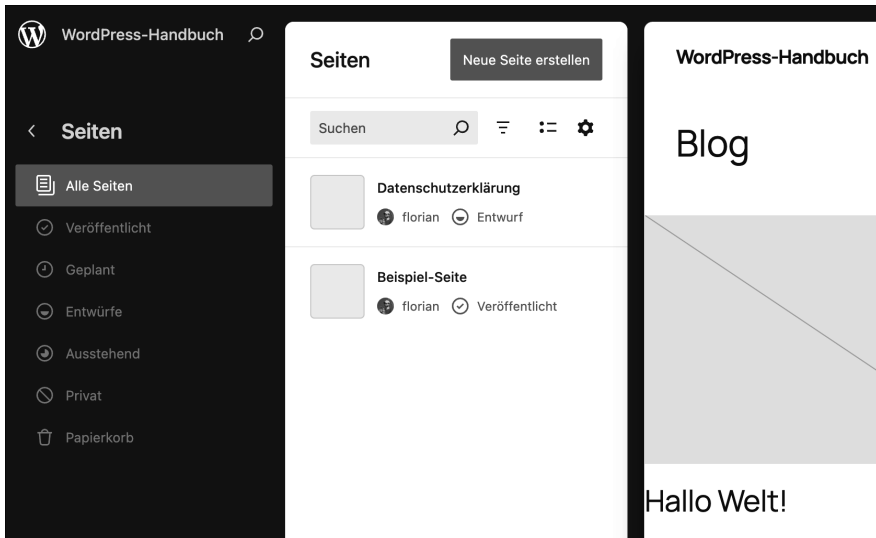 WordPress-Handbuch
Seiten
Alle Seiten
Veröffentlicht
Geplant
Entwürfe
Ausstehend
Privat
Papierkorb
Seiten
Neue Seite erstellen
Suchen
Datenschutzerklärung
florian Entwurf
Beispiel-Seite
florian Veröffentlicht
WordPress-Handbuch
Blog
Hallo Welt!